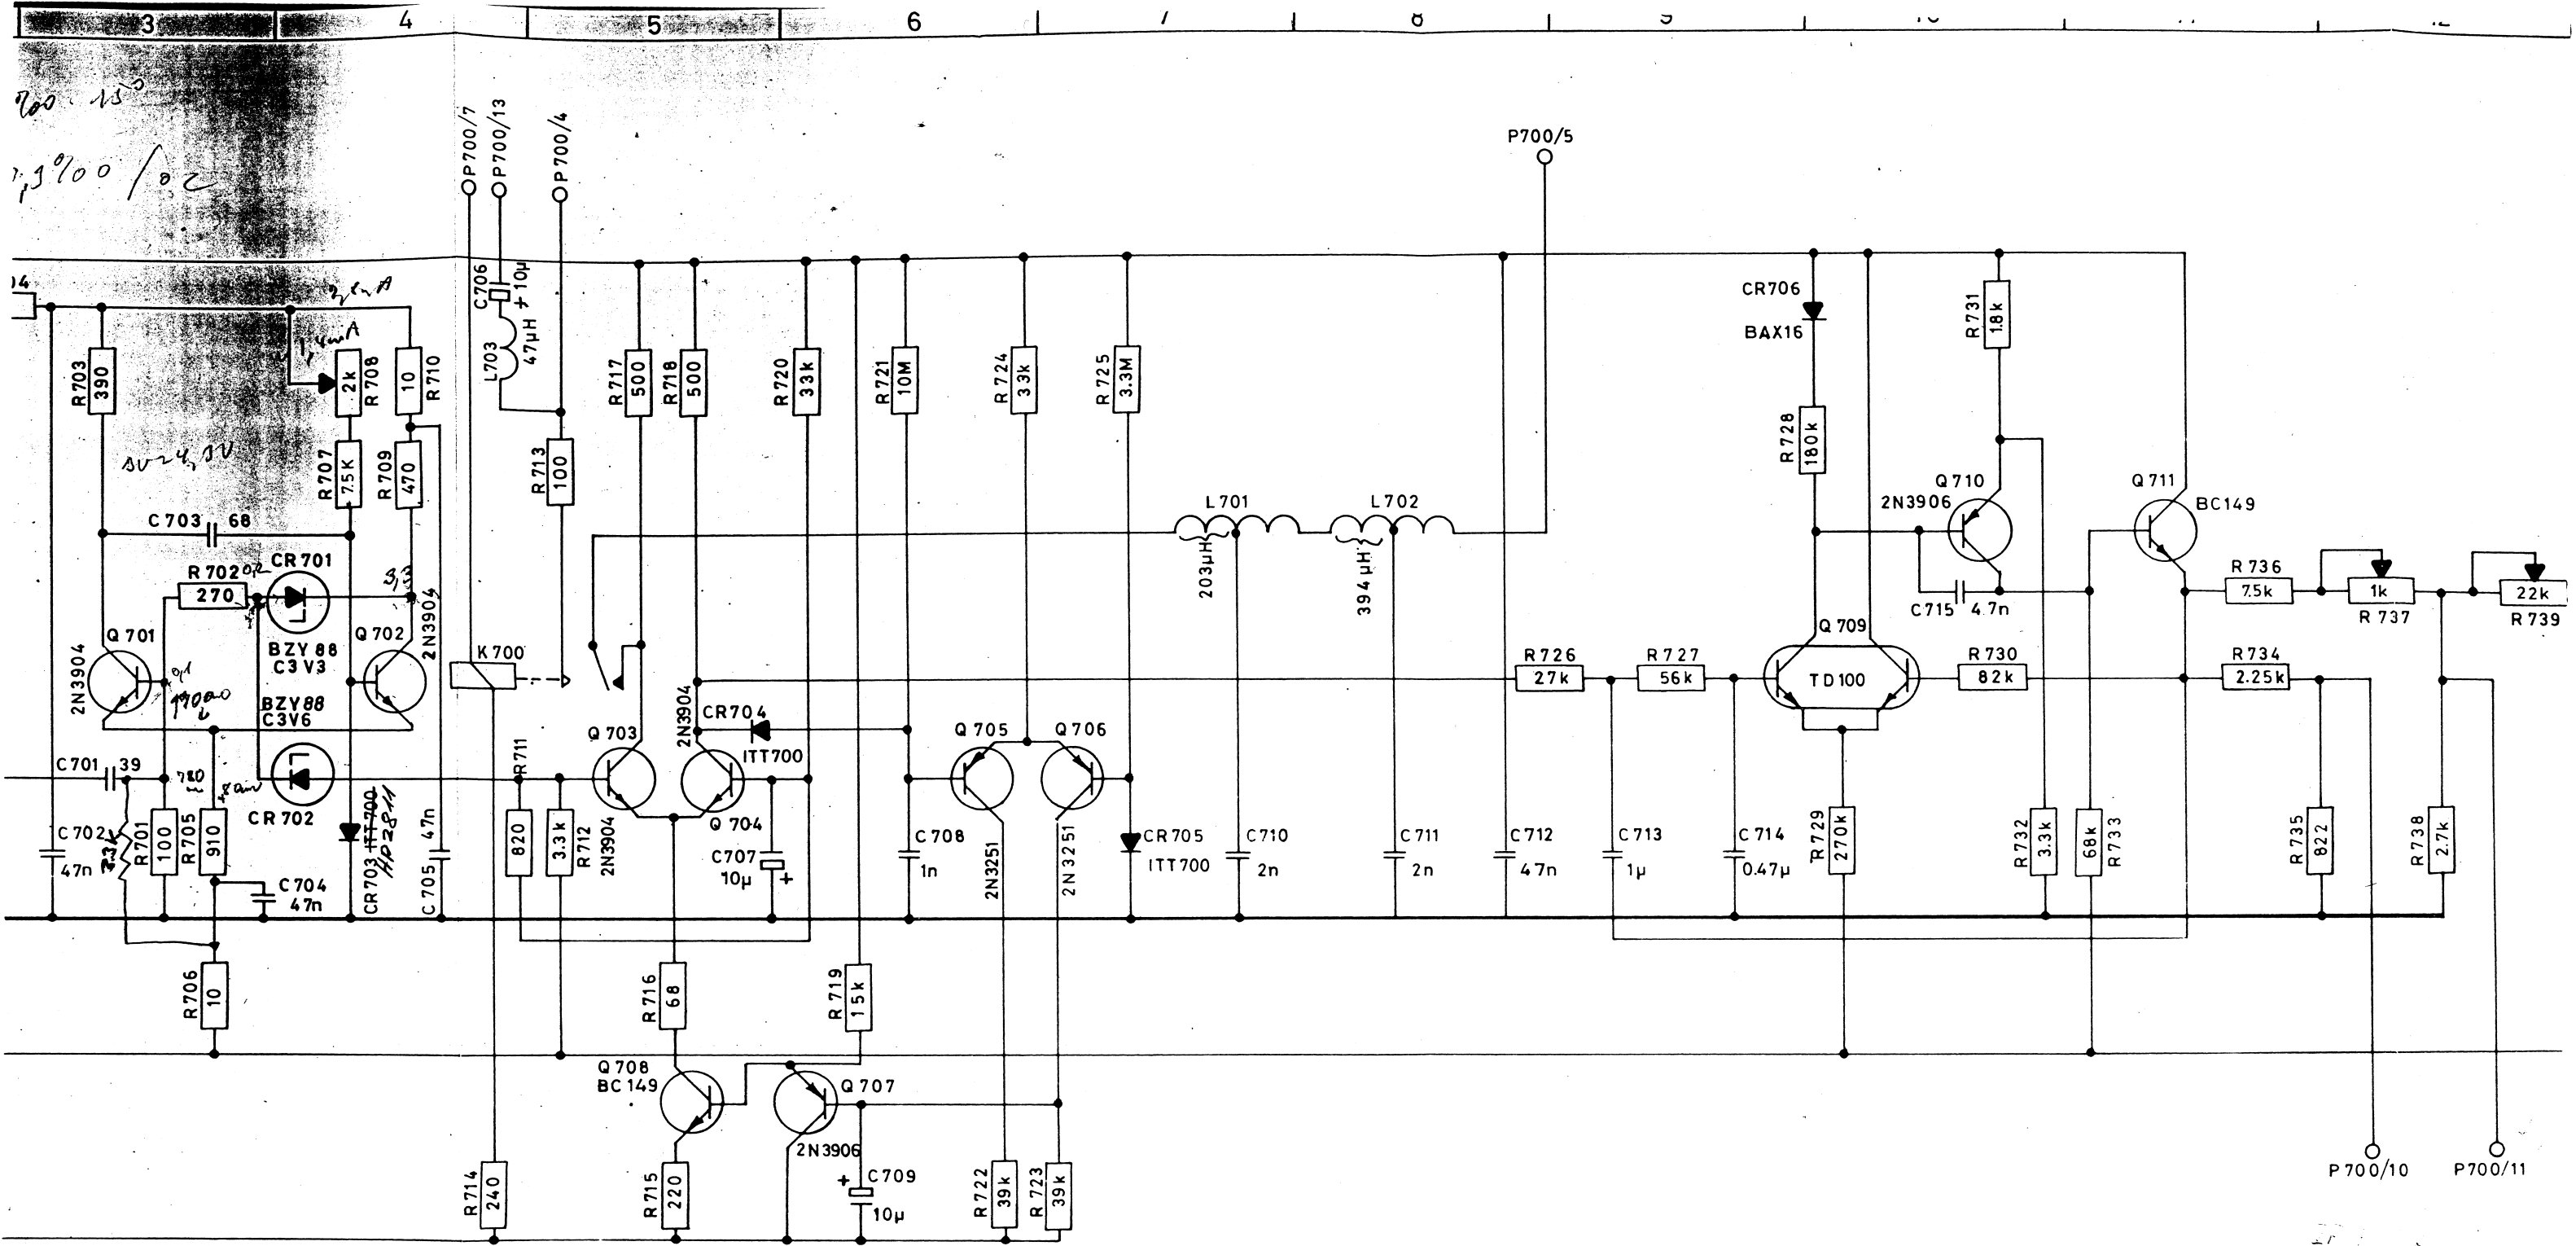 3
4
5
6
7
8
P700/7
P700/13
P700/4
P700/5
C706
+ 10µ
L703
47µH
R703
390
2k
R708
10
R710
R717
500
R718
500
R720
33k
R721
10M
R724
33k
R725
3.3M
CR706
BAX16
R731
1.8k
R707
7.5K
R709
470
R713
100
R728
180k
C703 68
L701
203µH
L702
394µH
Q710
2N3906
Q711
BC149
C715 4.7n
R702
270
CR701
BZY88
C3V3
Q701
2N3904
Q702
2N3904
BZY88
C3V6
K700
Q709
TD100
R726
27k
R727
56k
R730
82k
R736
7.5k
1k
R737
22k
R739
R734
2.25k
Q703
2N3904
2N3904
Q704
CR704
ITT700
Q705
2N3251
Q706
2N3251
C701 39
C702
47n
R701
100
R705
910
C704
47n
CR702
CR703 ITT700
HP2811
C705 47n
R711
820
3.3k
R712
C707
10µ +
C708
1n
CR705
ITT700
C710
2n
C711
2n
C712
47n
C713
1µ
C714
0.47µ
R729
270k
R732
3.3k
68k
R733
R735
822
R738
2.7k
R706
10
R716
68
R719
15k
Q708
BC149
Q707
2N3906
R714
240
R715
220
+ C709
10µ
R722
39k
R723
39k
P700/10
P700/11